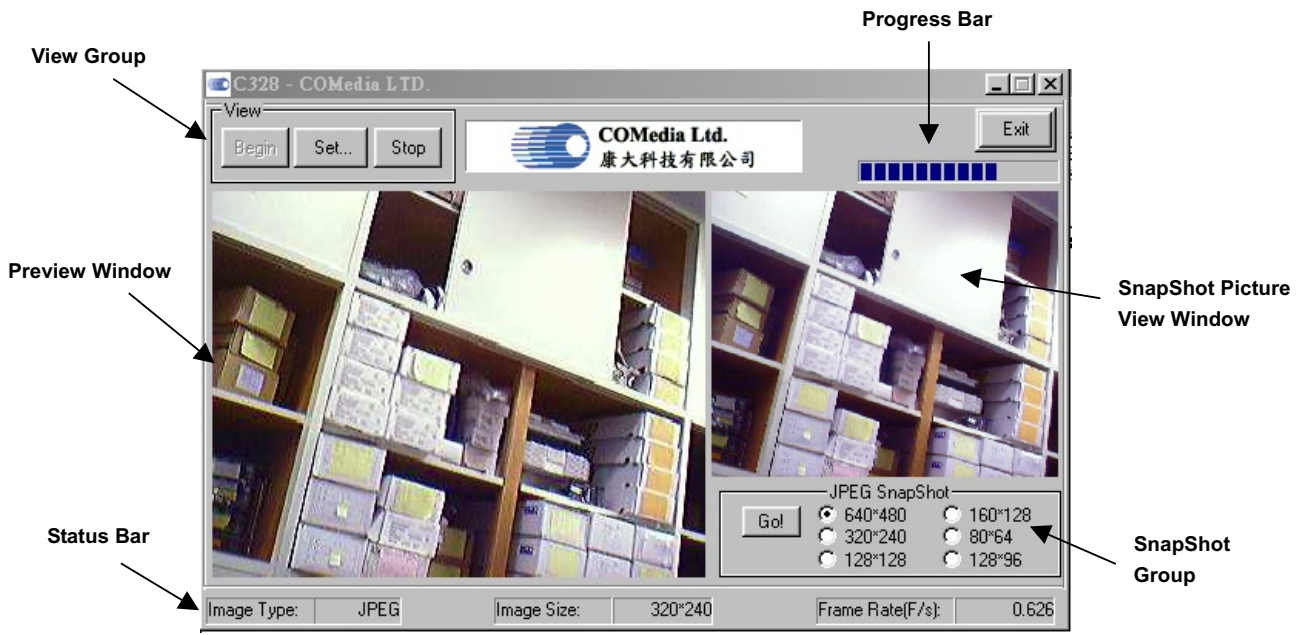 Progress Bar
View Group
C328 - COMedia LTD.
View
Begin
Set...
Stop
COMedia Ltd.
康大科技有限公司
Exit
Preview Window
SnapShot Picture
View Window
JPEG SnapShot
Go!
640*480
160*128
320*240
80*64
128*128
128*96
SnapShot
Group
Status Bar
Image Type:
JPEG
Image Size:
320*240
Frame Rate(F/s):
0.626